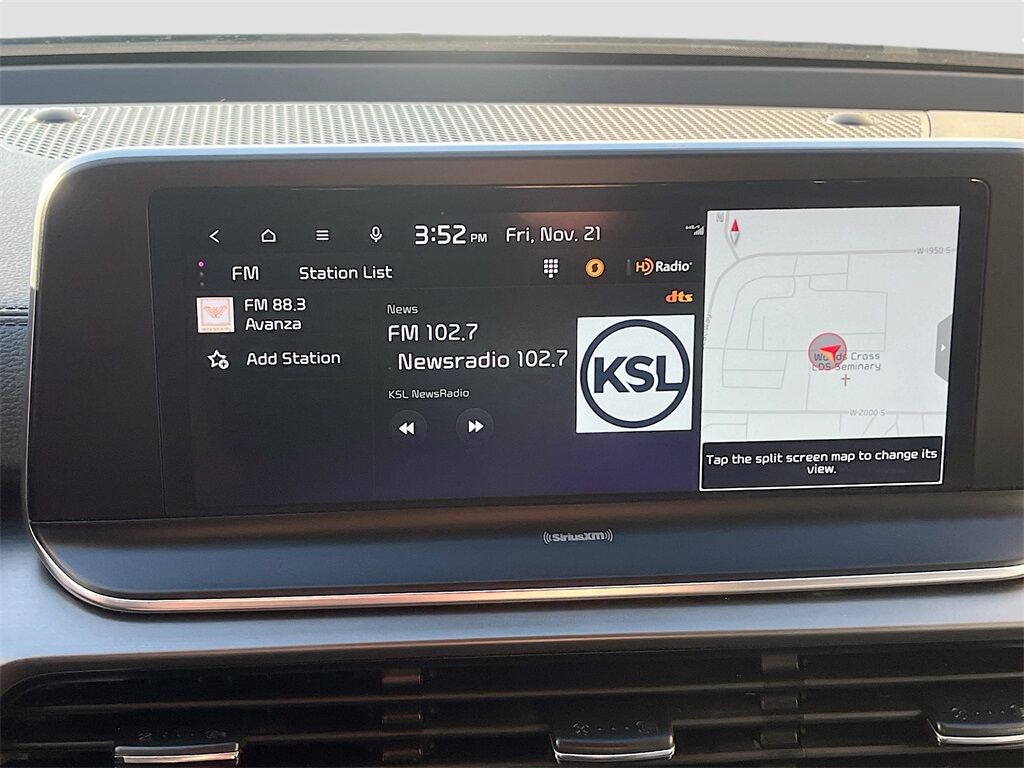 3:52 PM Fri, Nov. 21
FM Station List
HD Radio
dts
FM 88.3
Avanza
Add Station
News
FM 102.7
Newsradio 102.7
KSL NewsRadio
KSL
N
W 1950 S
Woods Cross
LDS Seminary
W 2000 S
Tap the split screen map to change its
view.
((SiriusXM))